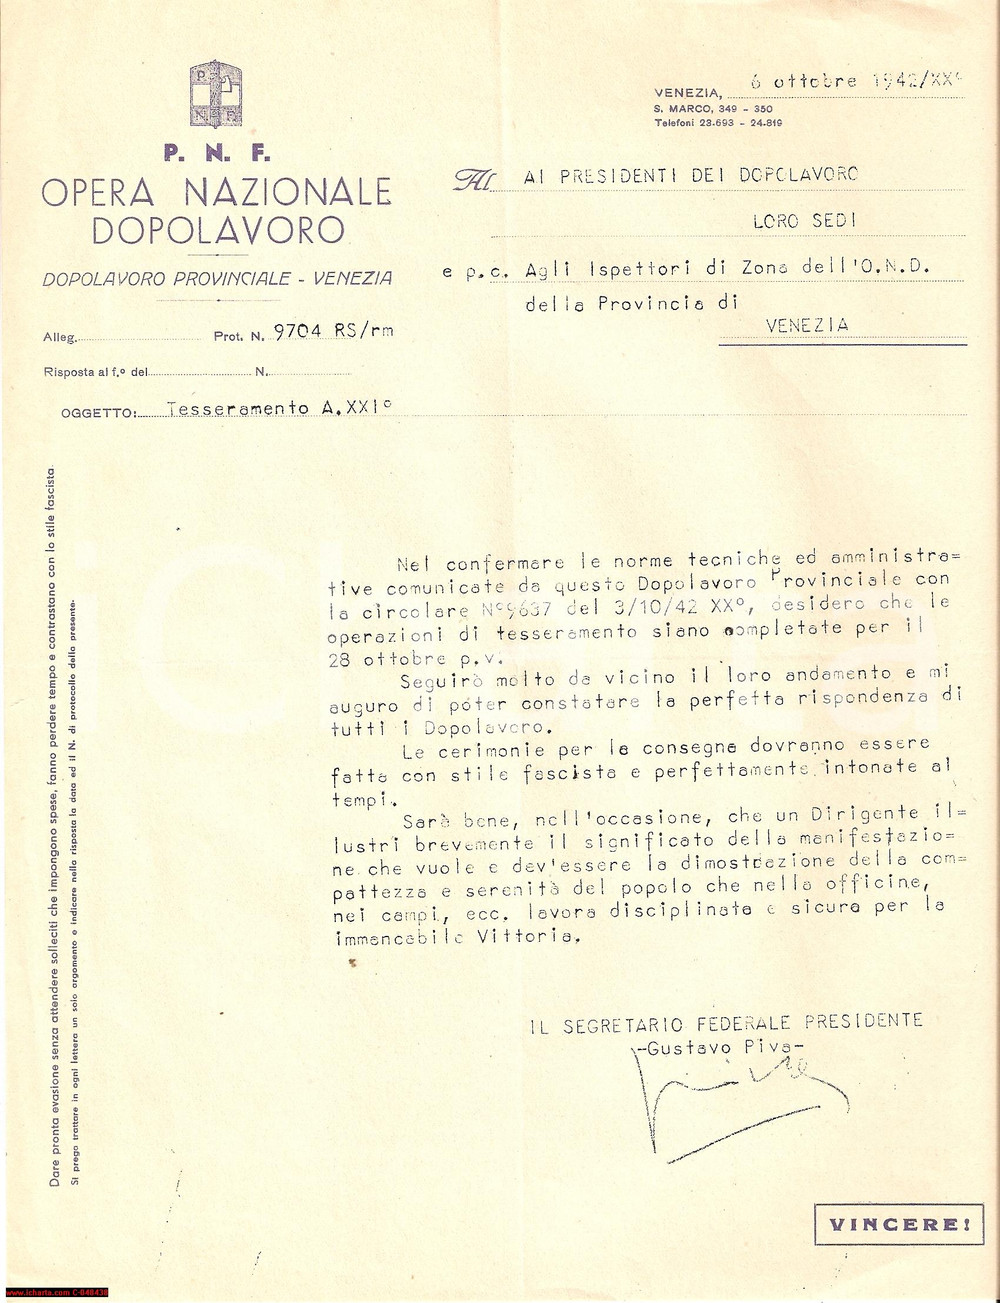 P. N. F.
P. N. F.
OPERA NAZIONALE
DOPOLAVORO
DOPOLAVORO PROVINCIALE - VENEZIA
Alleg. Prot. N. 9704 RS/rm
Risposta al f.º del N.
OGGETTO: Tesseramento A.XXI°
VENEZIA, 6 ottobre 1942/XX°
S. MARCO, 349 - 350
Telefoni 23.693 - 24.819
Al AI PRESIDENTI DEI DOPOLAVORO
LORO SEDI
e p.c. Agli Ispettori di Zona dell'O.N.D.
della Provincia di
VENEZIA
Dare pronta evasione senza attendere solleciti che impongono spese, fanno perdere tempo e contrastano con lo stile fascista.
Si prega trattare in ogni lettera un solo argomento e indicare nella risposta la data ed il N. di protocollo della presente.
Nel confermare le norme tecniche ed amministra=
tive comunicate da questo Dopolavoro Provinciale con
la circolare N°9637 del 3/10/42 XX°, desidero che le
operazioni di tesseramento siano completate per il
28 ottobre p.v.
Seguirò molto da vicino il loro andamento e mi
auguro di poter constatare la perfetta rispondenza di
tutti i Dopolavoro.
Le cerimonie per la consegna dovranno essere
fatte con stile fascista e perfettamente intonate ai
tempi.
Sarà bene, nell'occasione, che un Dirigente il=
lustri brevemente il significato della manifestazio=
ne che vuole e dev'essere la dimostrazione della com=
pattezza e serenità del popolo che nelle officine,
nei campi, ecc. lavora disciplinata e sicura per la
immancabile Vittoria.
IL SEGRETARIO FEDERALE PRESIDENTE
-Gustavo Piva-
Piva
VINCERE!
www.icharta.com C-040438